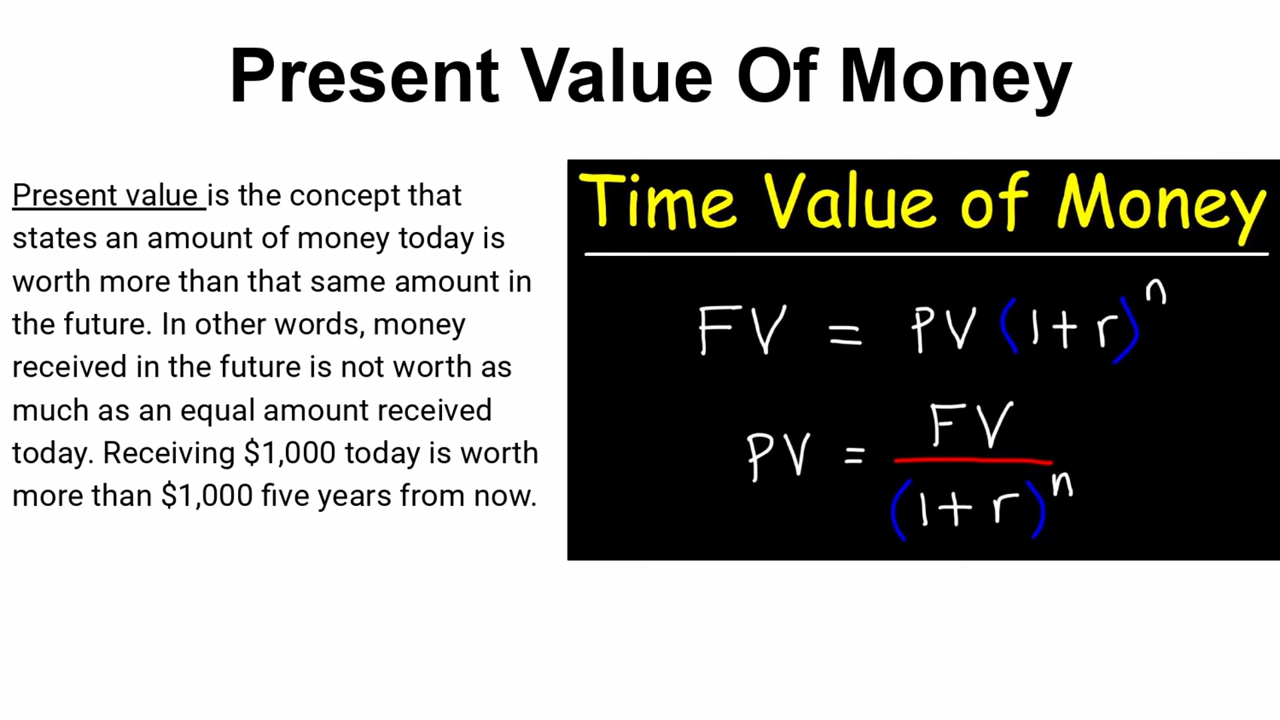 Present Value Of Money
Present value is the concept that
states an amount of money today is
worth more than that same amount in
the future. In other words, money
received in the future is not worth as
much as an equal amount received
today. Receiving $1,000 today is worth
more than $1,000 five years from now.
Time Value of Money
FV = PV (1+r)^n
PV = FV / (1+r)^n